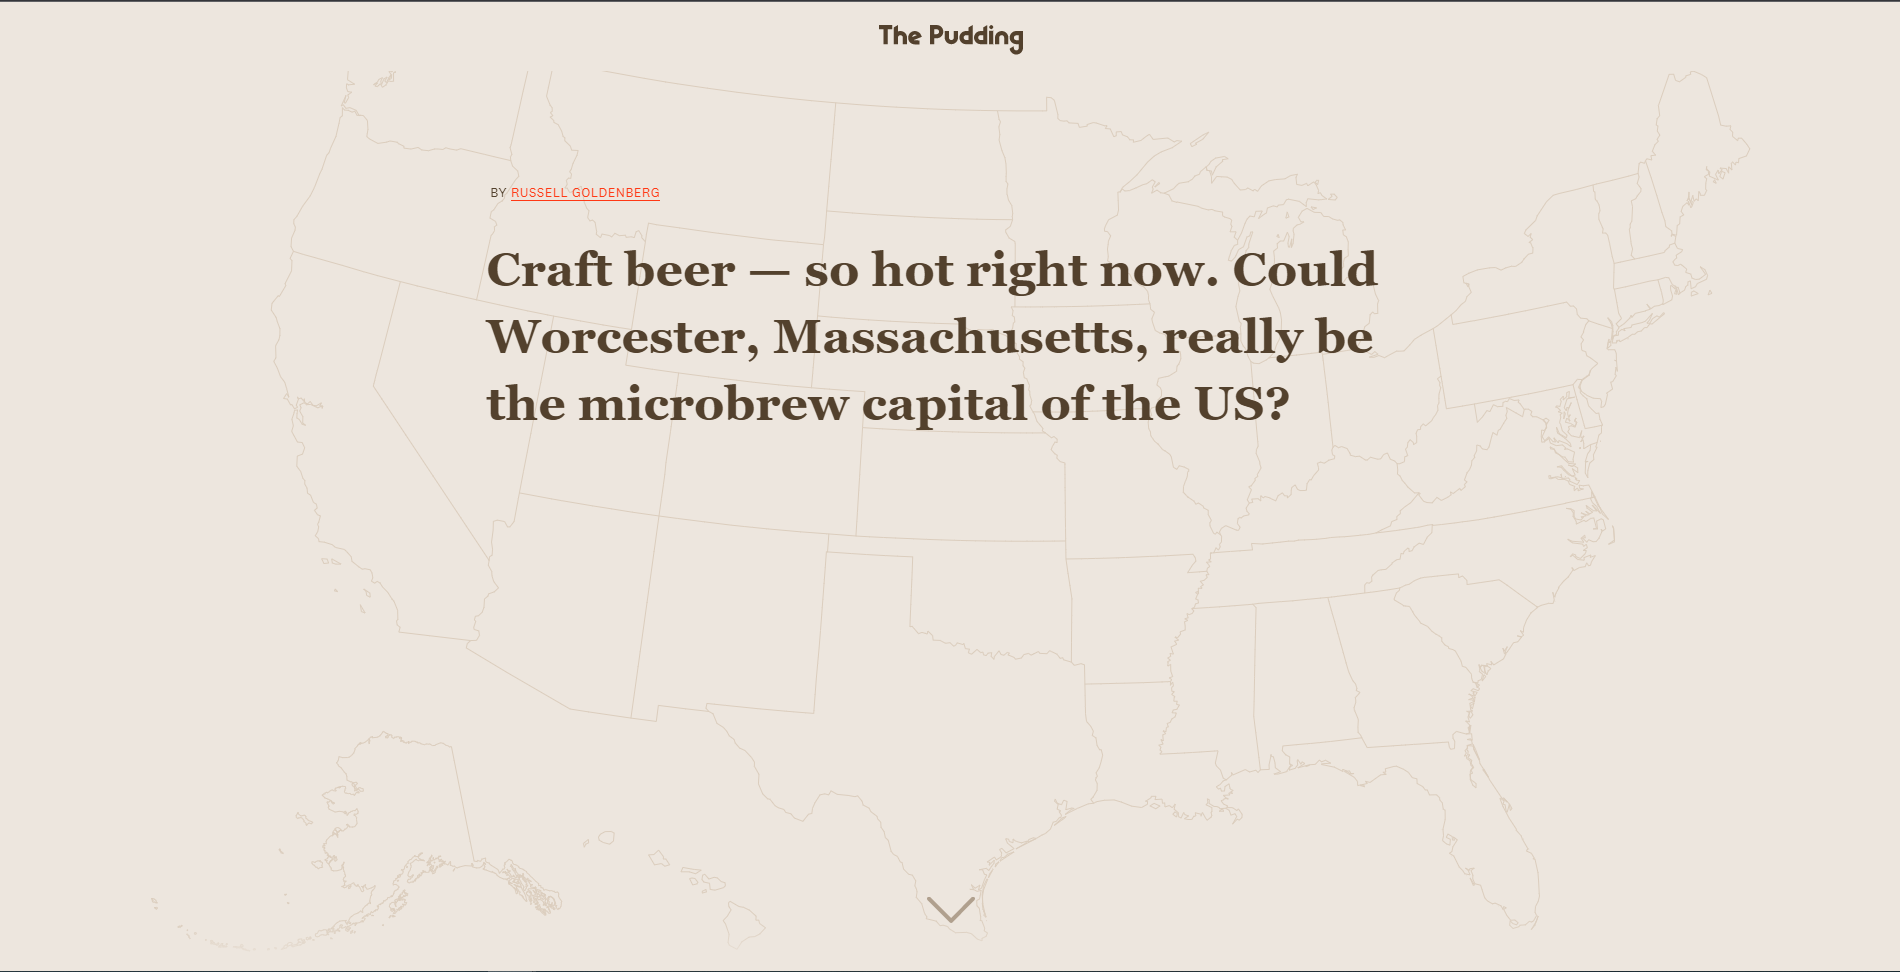 The Pudding
BY RUSSELL GOLDENBERG
Craft beer — so hot right now. Could
Worcester, Massachusetts, really be
the microbrew capital of the US?